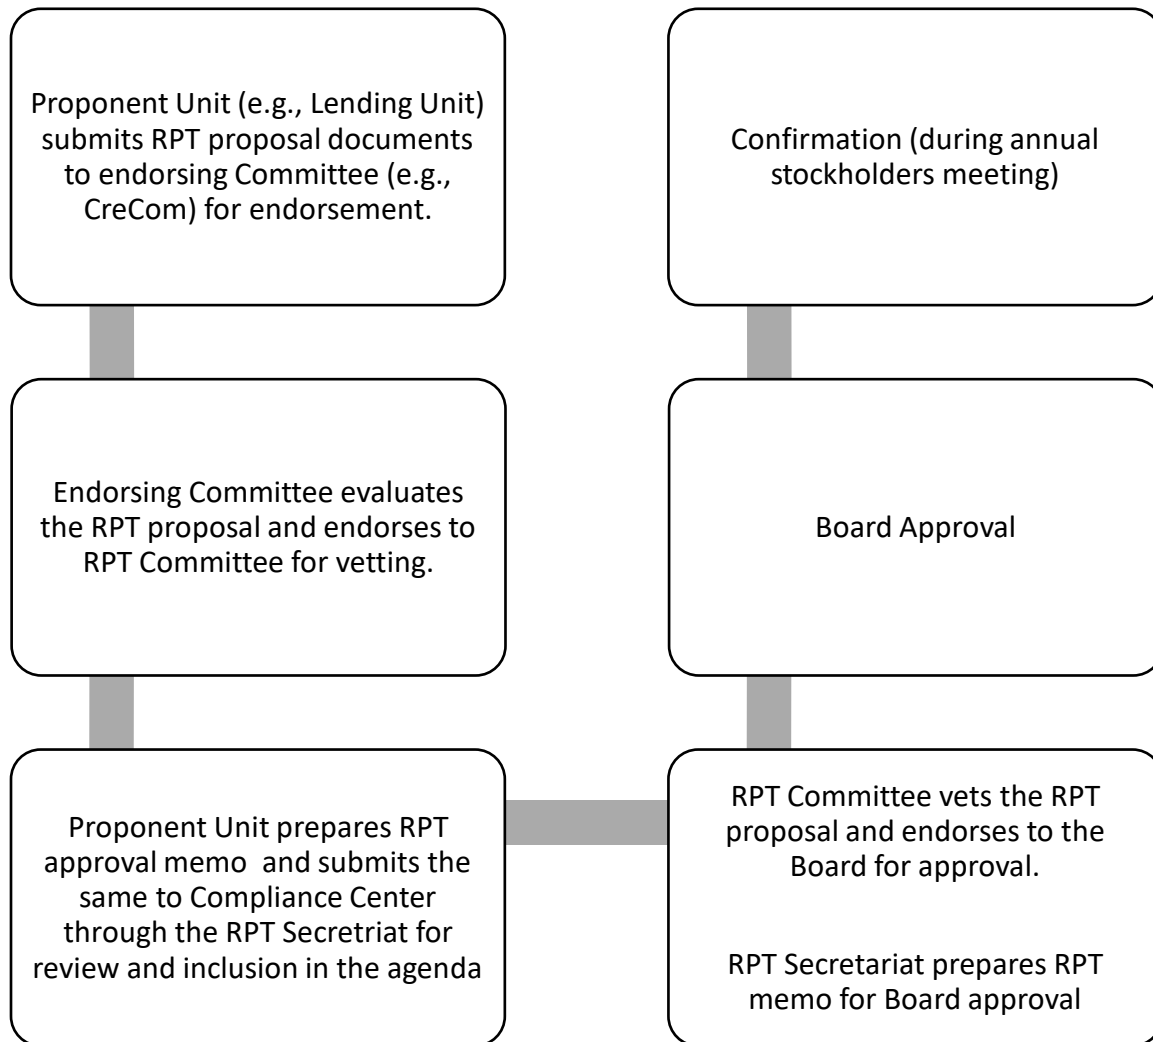 Proponent Unit (e.g., Lending Unit)
submits RPT proposal documents
to endorsing Committee (e.g.,
CreCom) for endorsement.
Endorsing Committee evaluates
the RPT proposal and endorses to
RPT Committee for vetting.
Proponent Unit prepares RPT
approval memo  and submits the
same to Compliance Center
through the RPT Secretriat for
review and inclusion in the agenda
RPT Committee vets the RPT
proposal and endorses to the
Board for approval.
RPT Secretariat prepares RPT
memo for Board approval
Board Approval
Confirmation (during annual
stockholders meeting)